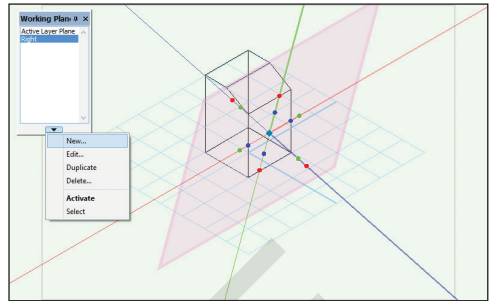 Working Plan
Active Layer Plane
Right
New...
Edit...
Duplicate
Delete...
Activate
Select